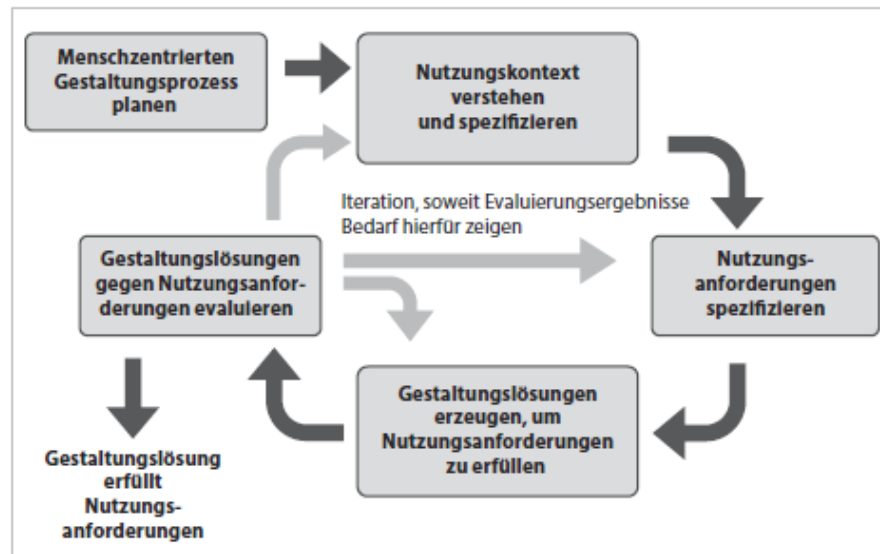 Menschzentrierten
Gestaltungsprozess
planen
Nutzungskontext
verstehen
und spezifizieren
Iteration, soweit Evaluierungsergebnisse
Bedarf hierfür zeigen
Gestaltungslösungen
gegen Nutzungsanfor-
derungen evaluieren
Nutzungs-
anforderungen
spezifizieren
Gestaltungslösungen
erzeugen, um
Nutzungsanforderungen
zu erfüllen
Gestaltungslösung
erfüllt
Nutzungs-
anforderungen